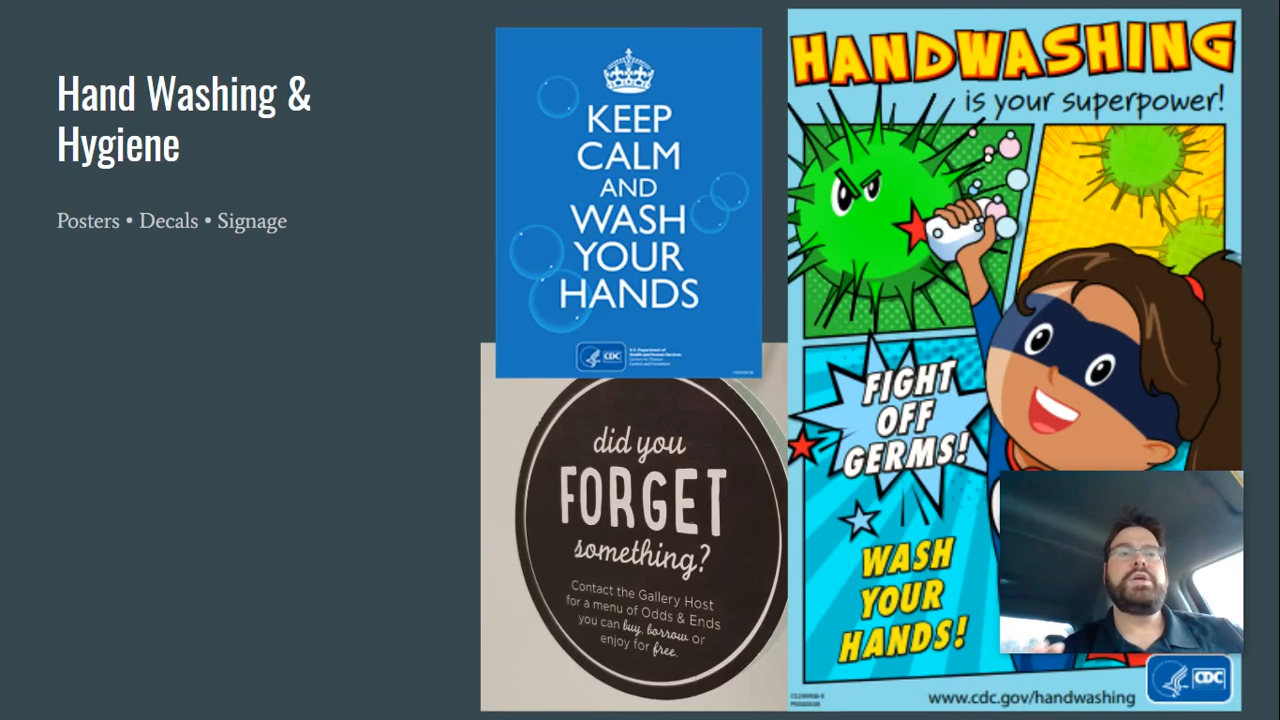 Hand Washing &
Hygiene
Posters • Decals • Signage
KEEP
CALM
AND
WASH
YOUR
HANDS
CDC
did you
FORGET
something?
Contact the Gallery Host
for a menu of Odds & Ends
you can buy, borrow or
enjoy for free.
HANDWASHING
is your superpower!
FIGHT
OFF
GERMS!
WASH
YOUR
HANDS!
www.cdc.gov/handwashing
CDC